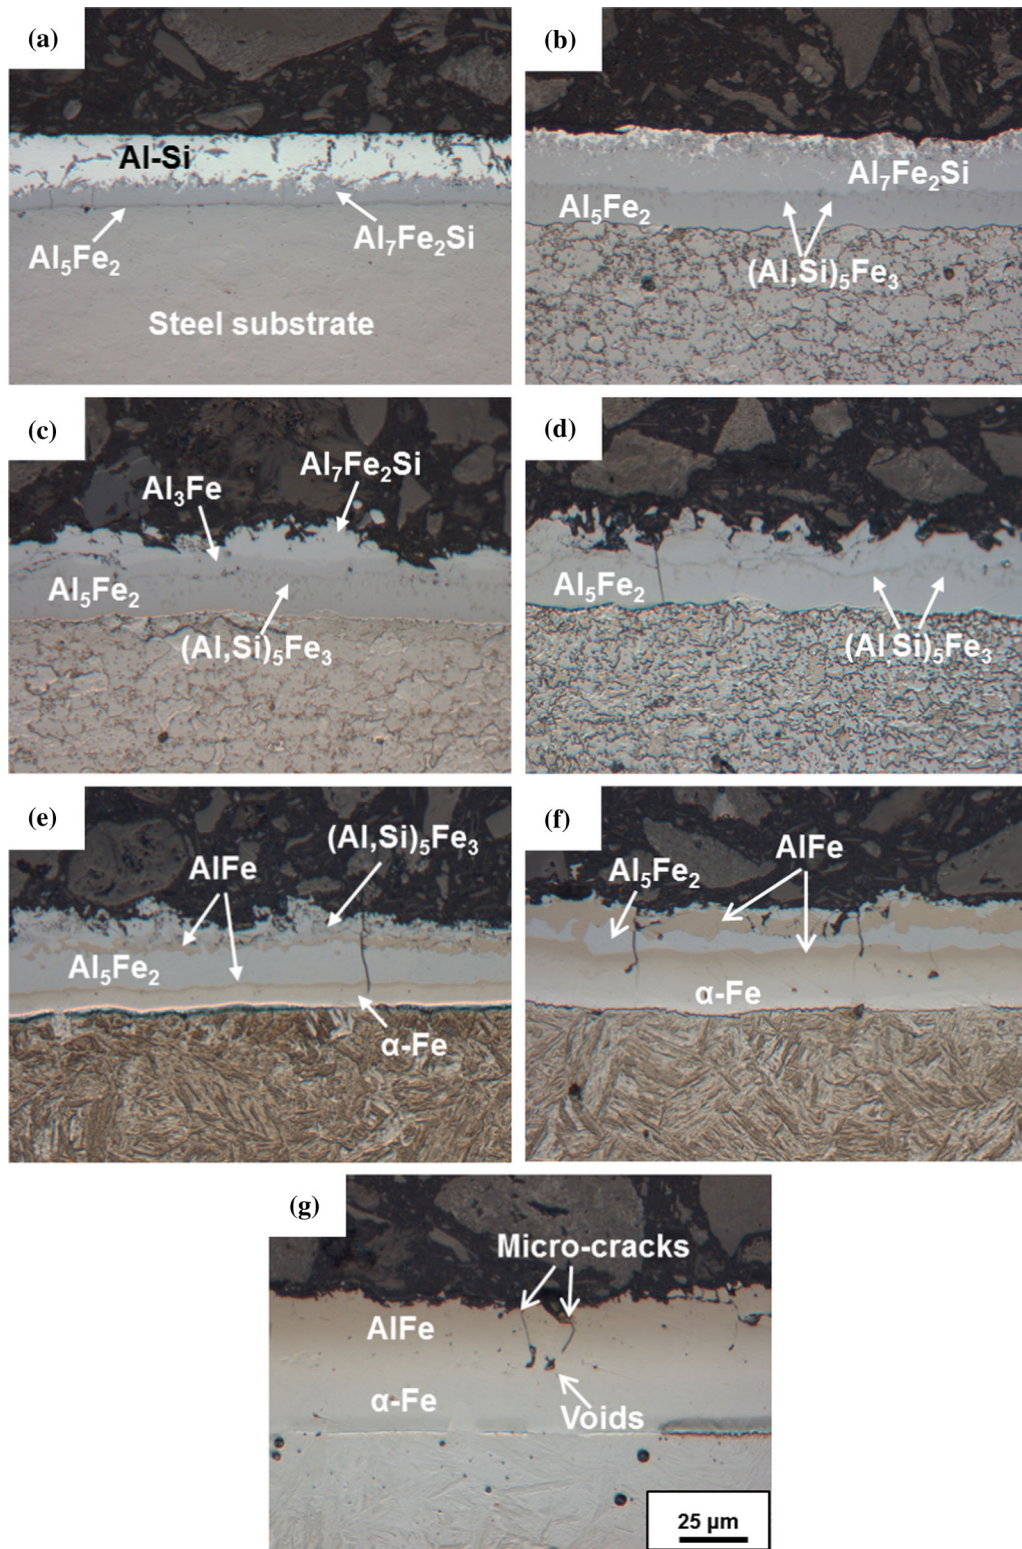 (a)
Al-Si
Al₅Fe₂
Al₇Fe₂Si
Steel substrate
(b)
Al₇Fe₂Si
Al₅Fe₂
(Al,Si)₅Fe₃
(c)
Al₇Fe₂Si
Al₃Fe
Al₅Fe₂
(Al,Si)₅Fe₃
(d)
Al₅Fe₂
(Al,Si)₅Fe₃
(e)
(Al,Si)₅Fe₃
AlFe
Al₅Fe₂
α-Fe
(f)
AlFe
Al₅Fe₂
α-Fe
(g)
Micro-cracks
AlFe
α-Fe
Voids
25 μm